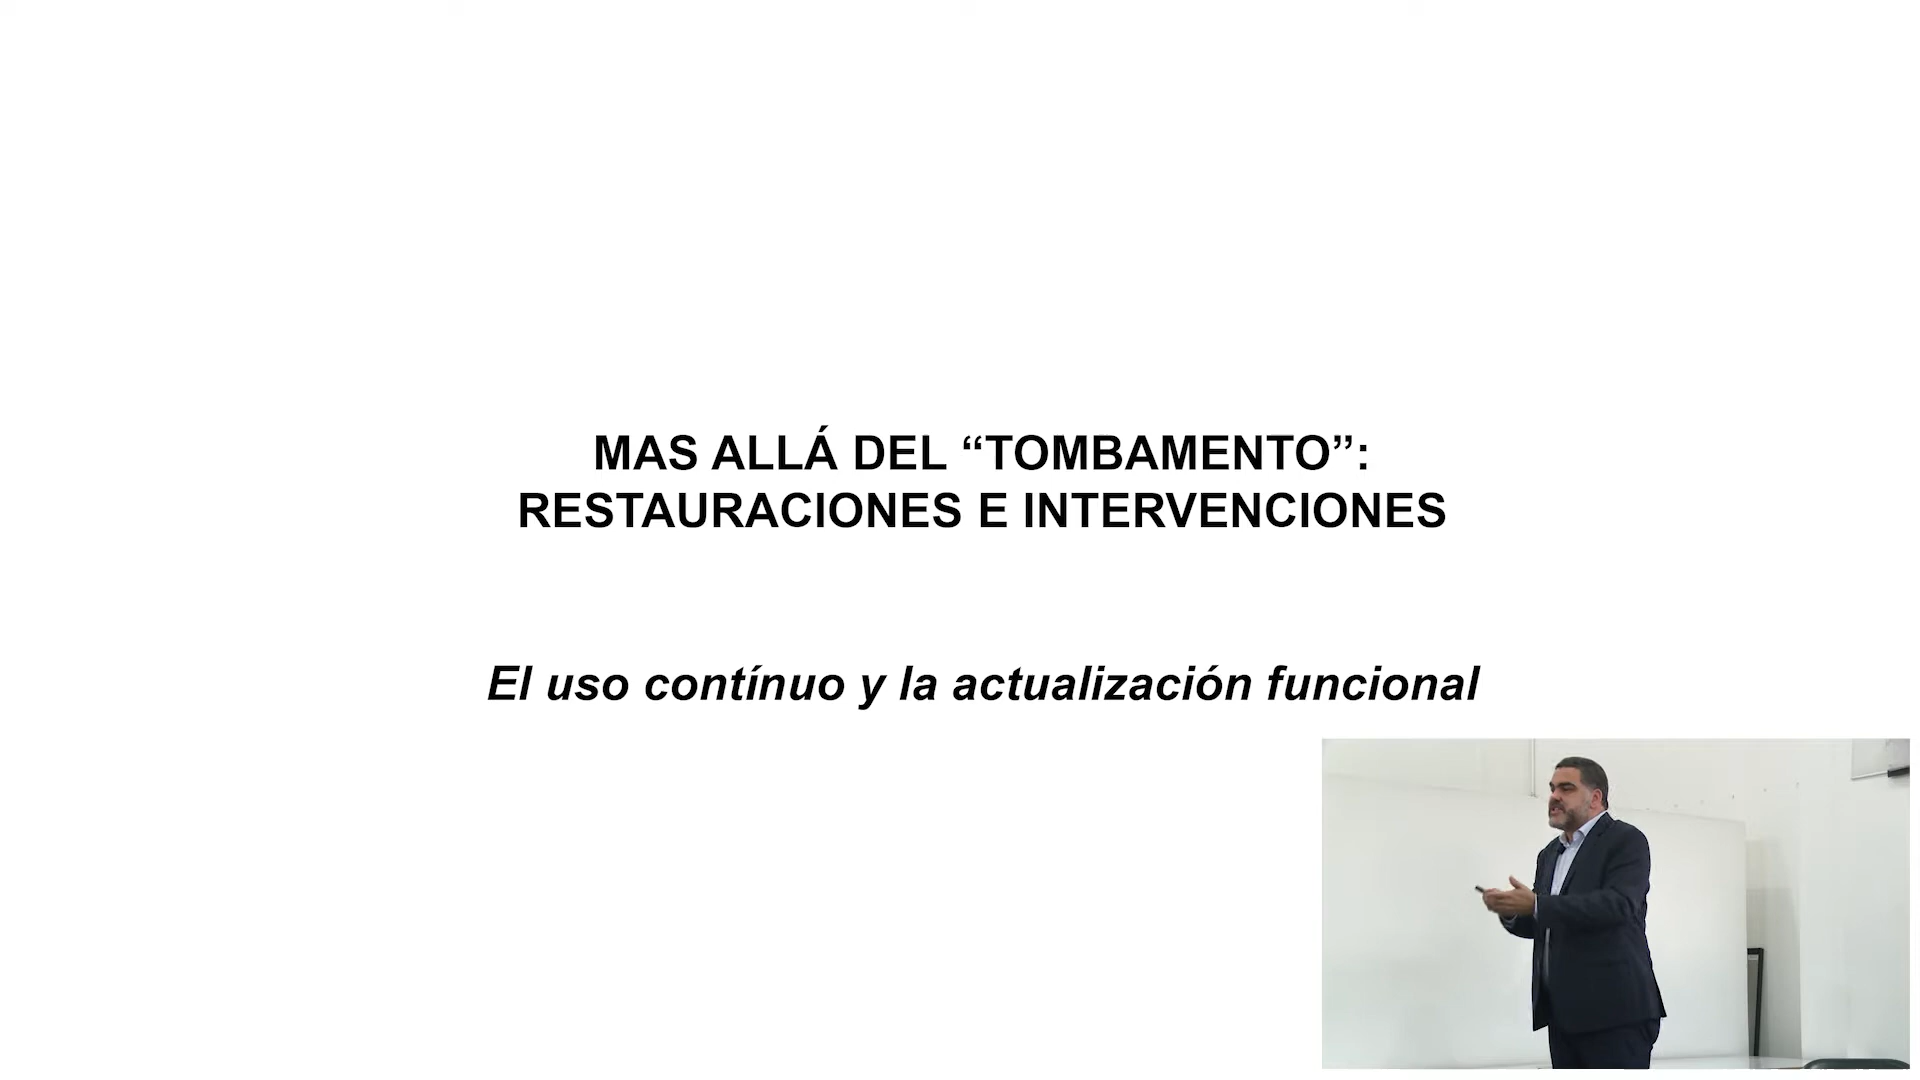 MAS ALLÁ DEL “TOMBAMENTO”:
RESTAURACIONES E INTERVENCIONES
El uso contínuo y la actualización funcional